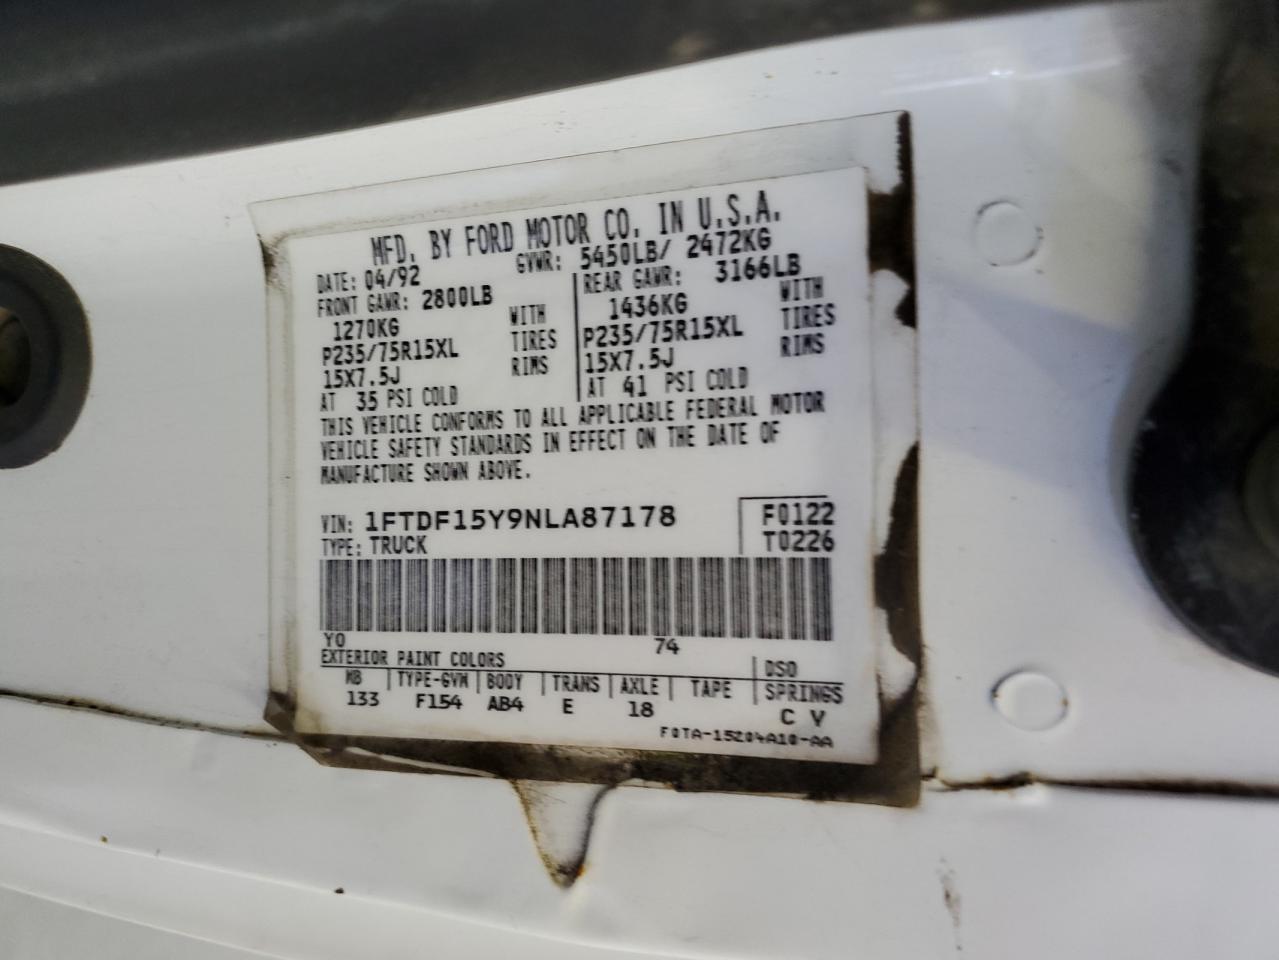 MFD. BY FORD MOTOR CO. IN U.S.A.
DATE: 04/92 GVWR: 5450LB/ 2472KG
FRONT GAWR: 2800LB REAR GAWR: 3166LB
1270KG WITH 1436KG WITH
P235/75R15XL TIRES P235/75R15XL TIRES
15X7.5J RIMS 15X7.5J RIMS
AT 35 PSI COLD AT 41 PSI COLD
THIS VEHICLE CONFORMS TO ALL APPLICABLE FEDERAL MOTOR
VEHICLE SAFETY STANDARDS IN EFFECT ON THE DATE OF
MANUFACTURE SHOWN ABOVE.
VIN: 1FTDF15Y9NLA87178 F0122
TYPE: TRUCK T0226
YO 74
EXTERIOR PAINT COLORS DSO
WB TYPE-GVW BODY TRANS AXLE TAPE SPRINGS
133 F154 AB4 E 18 C V
F0TA-15Z04A10-AA